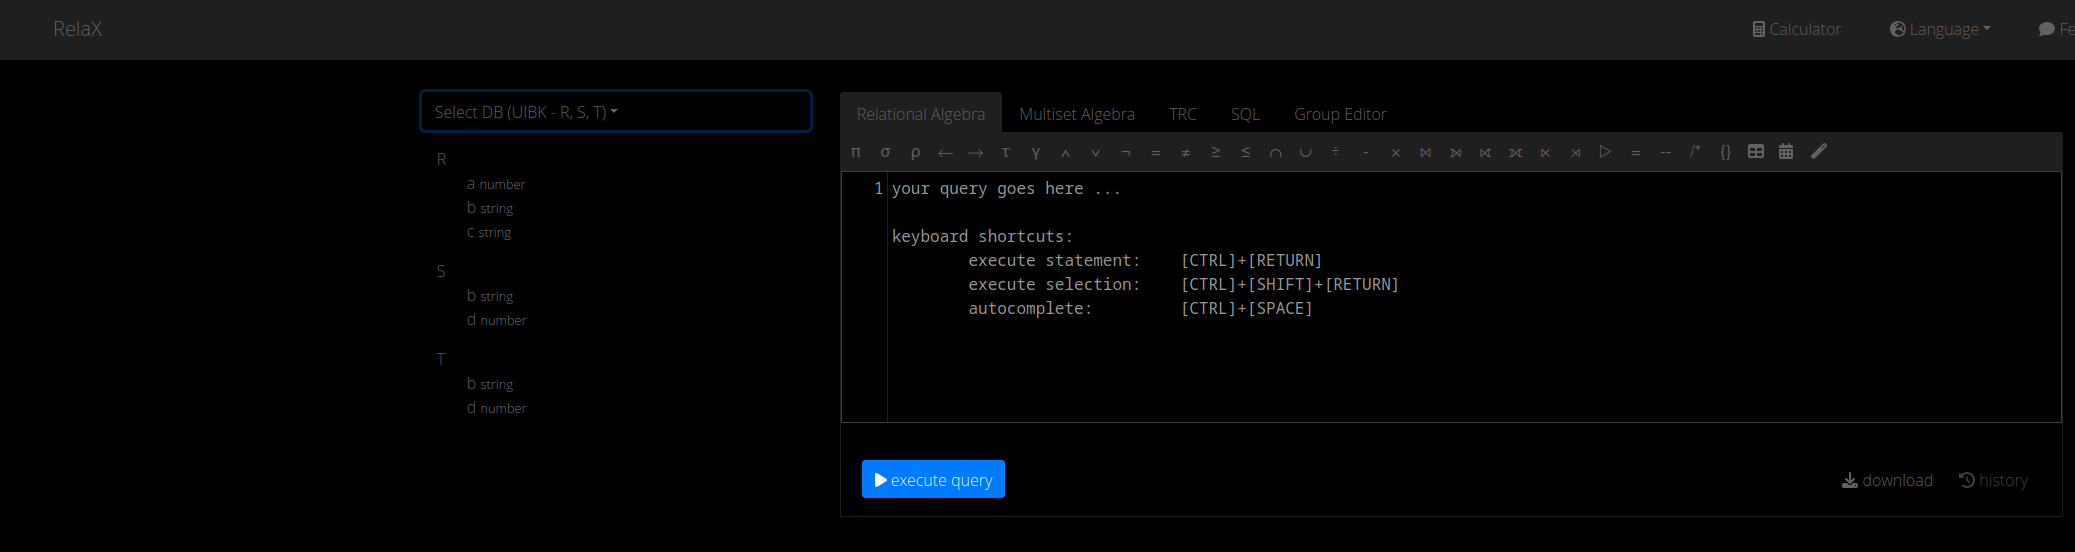 RelaX
Calculator
Language
Fe
Select DB (UIBK - R, S, T)
R
a number
b string
c string
S
b string
d number
T
b string
d number
Relational Algebra Multiset Algebra TRC SQL Group Editor
π σ ρ ← → τ γ ∧ ∨ ¬ = ≠ ≥ ≤ ∩ ∪ ÷ - × ⨝ ⟕ ⟖ ⟗ ⋉ ⋊ ▷ = -- /* {}
1 your query goes here ...
keyboard shortcuts:
execute statement: [CTRL]+[RETURN]
execute selection: [CTRL]+[SHIFT]+[RETURN]
autocomplete: [CTRL]+[SPACE]
execute query
download
history